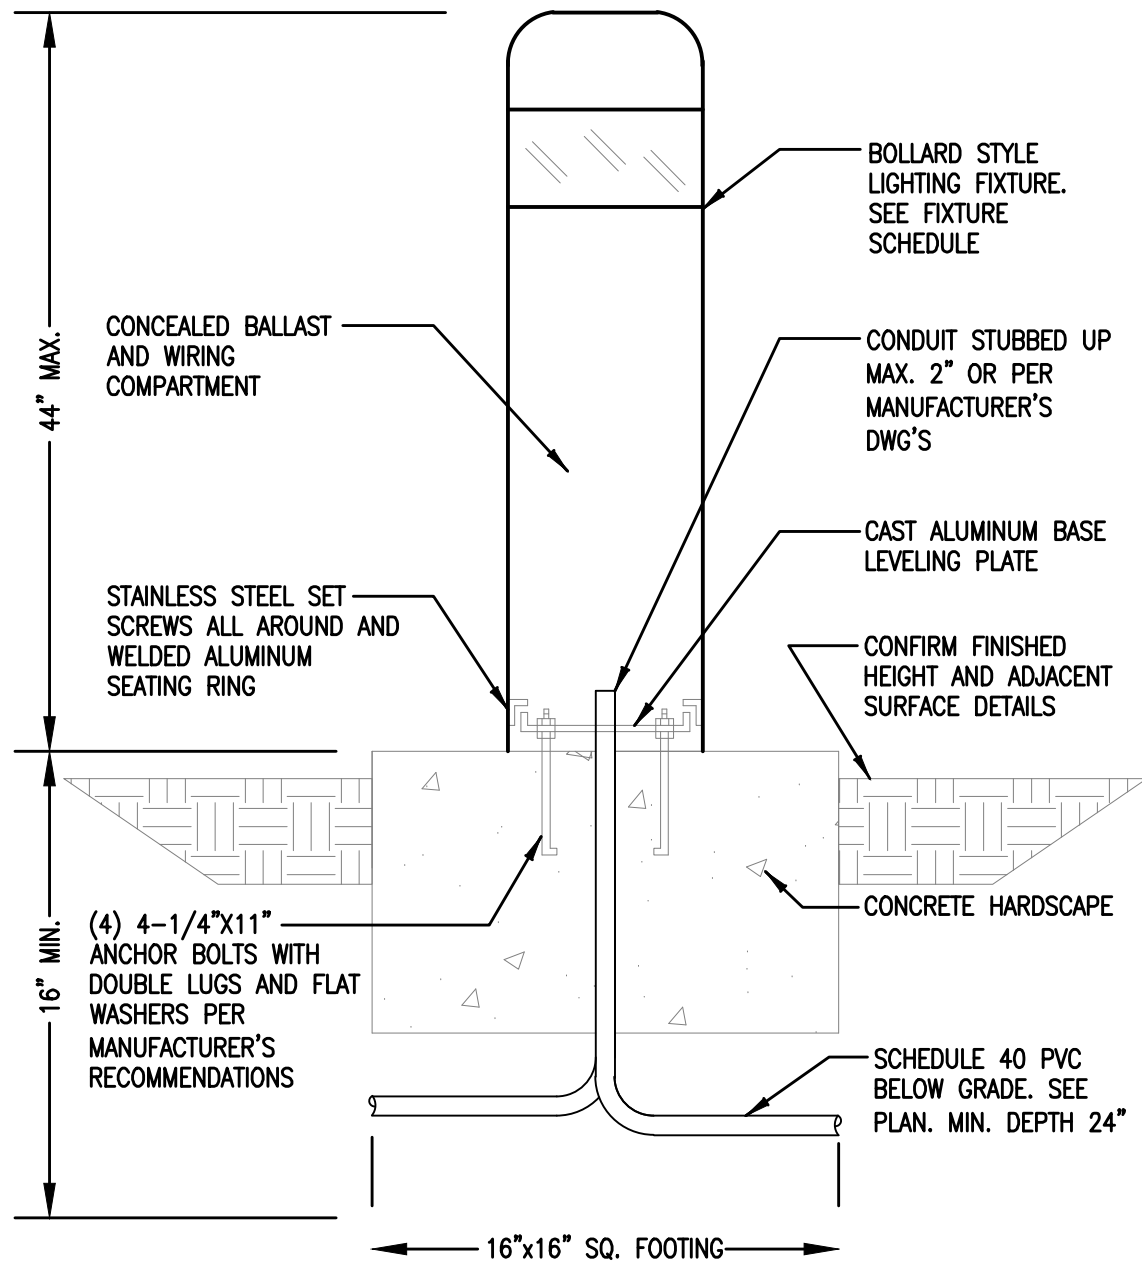 BOLLARD STYLE
LIGHTING FIXTURE.
SEE FIXTURE
SCHEDULE
CONCEALED BALLAST
AND WIRING
COMPARTMENT
CONDUIT STUBBED UP
MAX. 2" OR PER
MANUFACTURER'S
DWG'S
44" MAX.
CAST ALUMINUM BASE
LEVELING PLATE
STAINLESS STEEL SET
SCREWS ALL AROUND AND
WELDED ALUMINUM
SEATING RING
CONFIRM FINISHED
HEIGHT AND ADJACENT
SURFACE DETAILS
CONCRETE HARDSCAPE
(4) 4-1/4"X11"
ANCHOR BOLTS WITH
DOUBLE LUGS AND FLAT
WASHERS PER
MANUFACTURER'S
RECOMMENDATIONS
16" MIN.
SCHEDULE 40 PVC
BELOW GRADE. SEE
PLAN. MIN. DEPTH 24"
16"x16" SQ. FOOTING